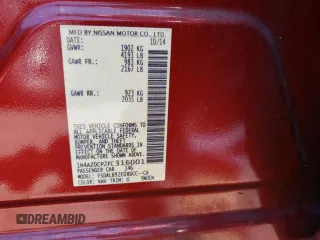 MFD BY NISSAN MOTOR CO., LTD.
DATE: 10/14
GVWR: 1902 KG
4193 LB
GAWR FR: 983 KG
2167 LB
GAWR RR: 923 KG
2035 LB
THIS VEHICLE CONFORMS TO ALL
APPLICABLE FEDERAL MOTOR
VEHICLE SAFETY,
BUMPER, AND THEFT
PREVENTION STANDARDS
IN EFFECT ON THE DATE OF
MANUFACTURE SHOWN ABOVE.
PASSENGER CAR
COLOR: NAH TRIM: G
DREAMBID